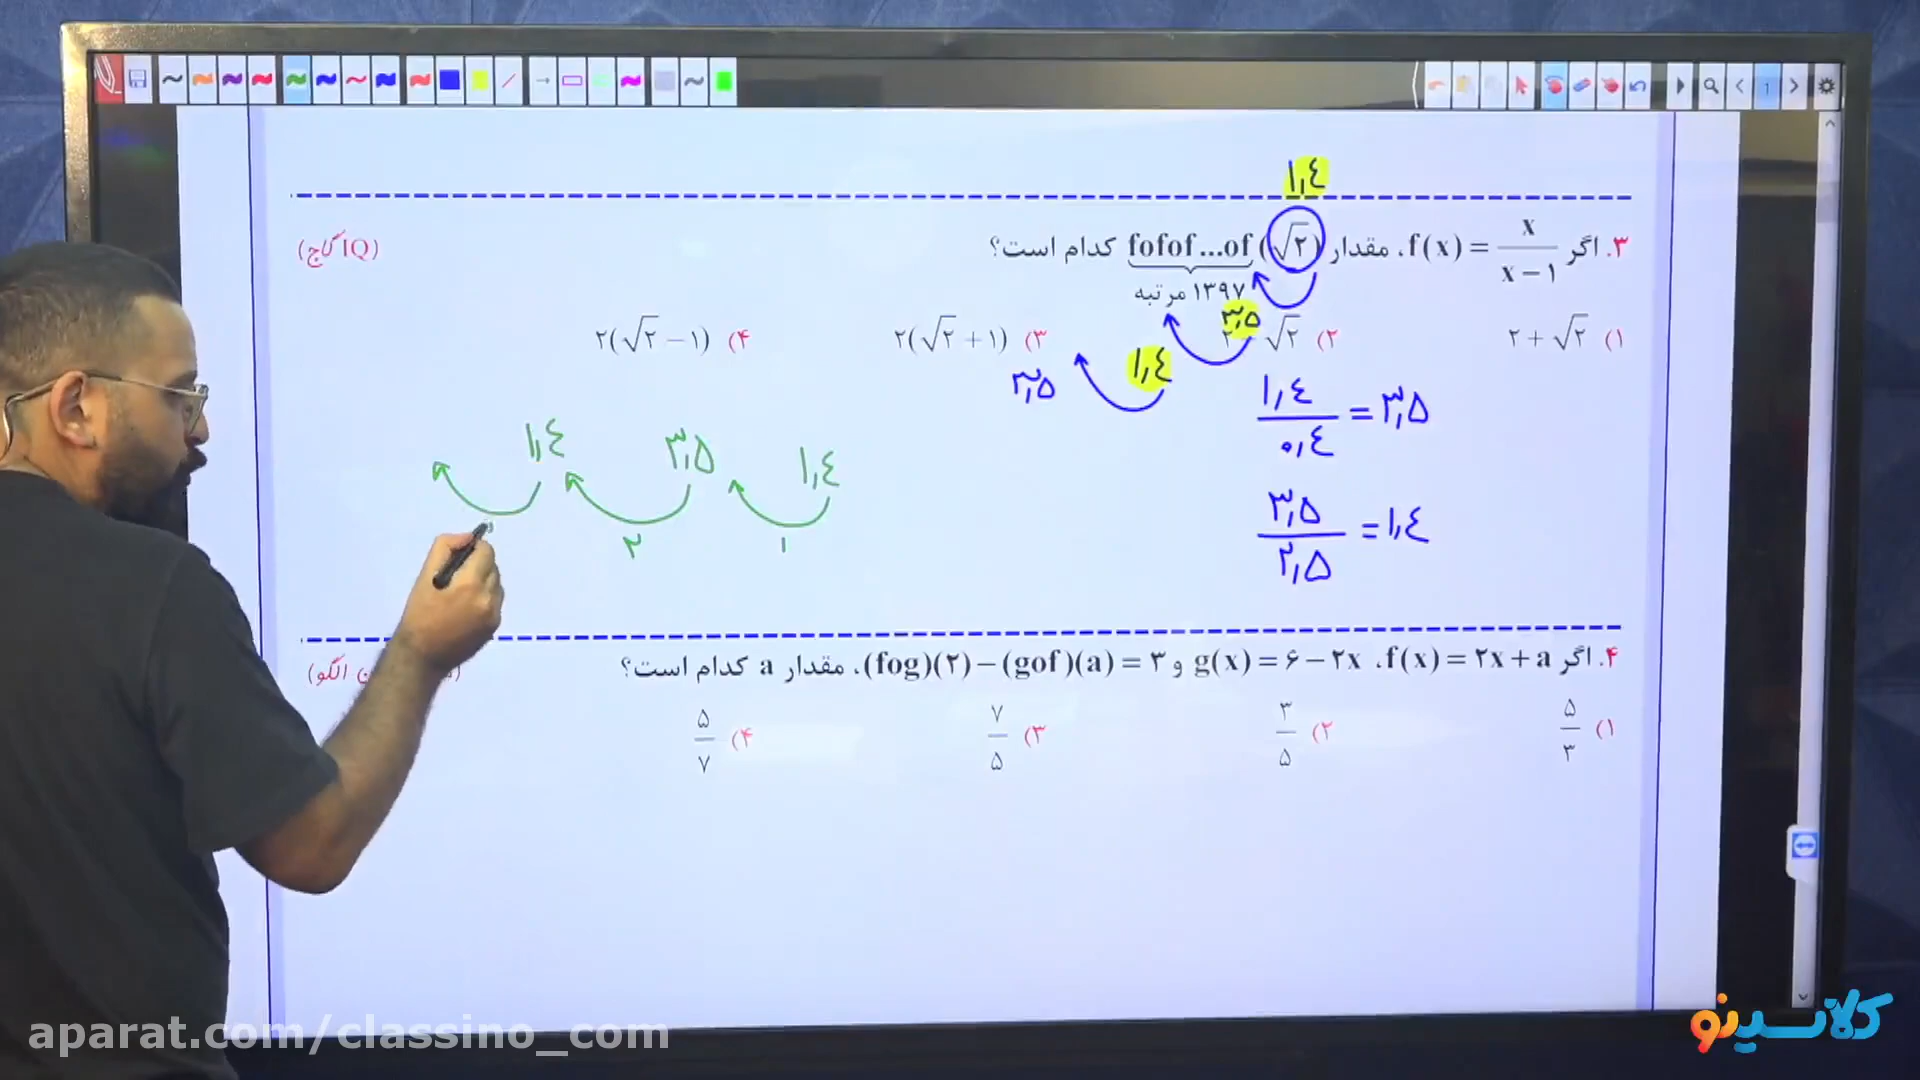 ۱٫۴
۳. اگر f(x) = x / x − ۱، مقدار fofof...of (√۲) کدام است؟ (IQ گاج)
۱۳۹۷ مرتبه
۱) ۲ + √۲ ۲) √۲ ۳) ۲(√۲ + ۱) ۴) ۲(√۲ − ۱)
۳٫۵
۱٫۴
۳٫۵
۱٫۴ / ۰٫۴ = ۳٫۵
۳٫۵ / ۲٫۵ = ۱٫۴
۱٫۴ ۳٫۵ ۱٫۴
۱ ۲
۴. اگر f(x) = ۲x + a، g(x) = ۶ − ۲x و (fog)(۲) − (gof)(a) = ۳، مقدار a کدام است؟ الگو)
۱) ۵/۳ ۲) ۳/۵ ۳) ۷/۵ ۴) ۵/۷
aparat.com/classino_com
کلاسینو